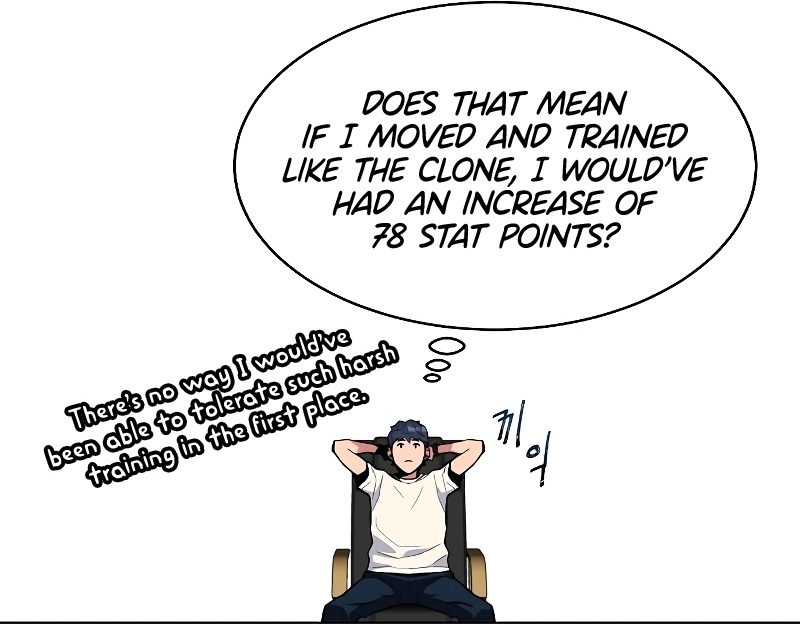 DOES THAT MEAN
IF I MOVED AND TRAINED
LIKE THE CLONE, I WOULD'VE
HAD AN INCREASE OF
78 STAT POINTS?
There's no way I would've
been able to tolerate such harsh
training in the first place.
끼
익